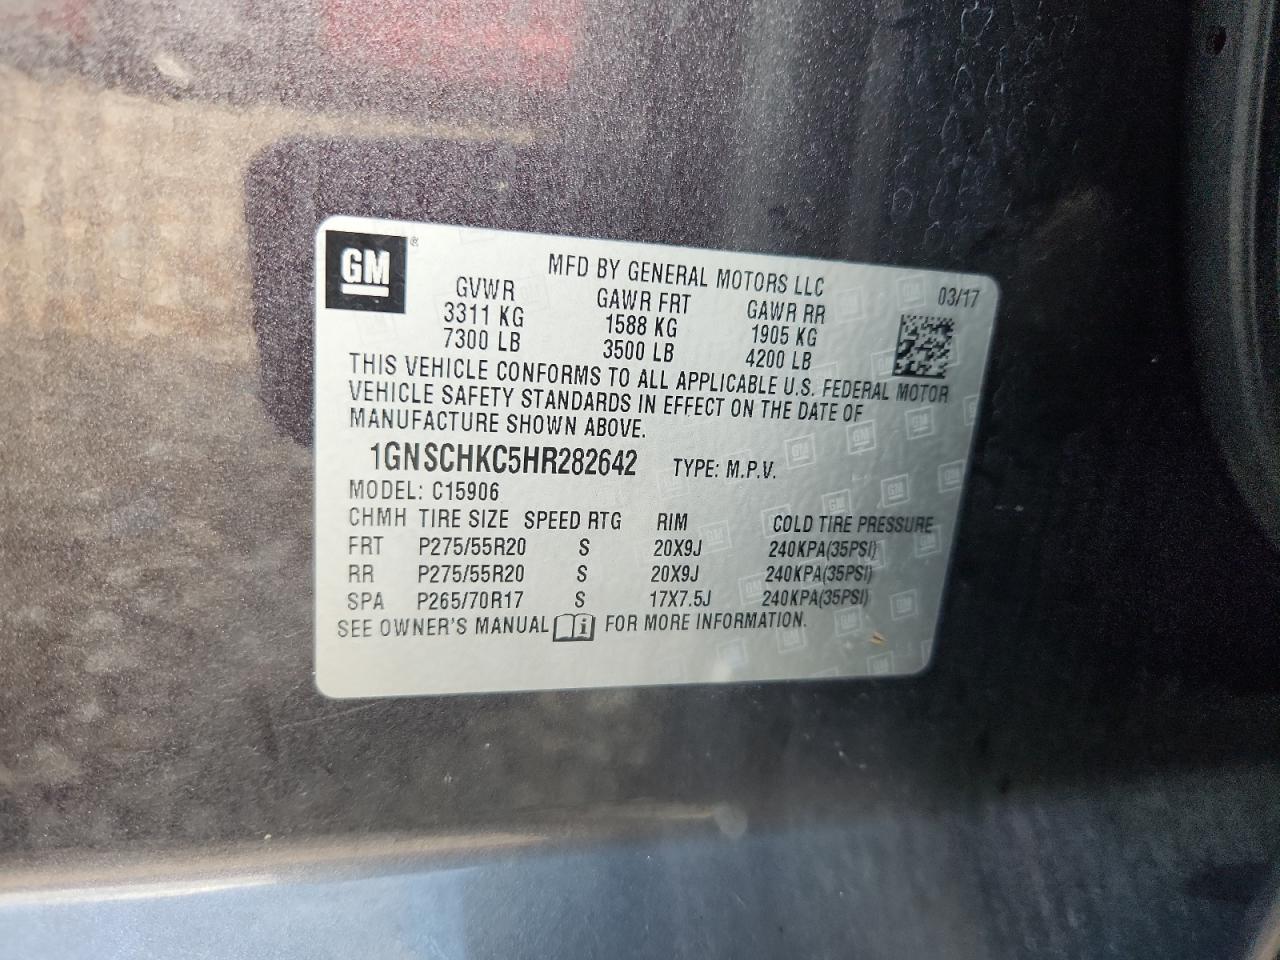 GM ®
MFD BY GENERAL MOTORS LLC
03/17
GVWR GAWR FRT GAWR RR
3311 KG 1588 KG 1905 KG
7300 LB 3500 LB 4200 LB
THIS VEHICLE CONFORMS TO ALL APPLICABLE U.S. FEDERAL MOTOR
VEHICLE SAFETY STANDARDS IN EFFECT ON THE DATE OF
MANUFACTURE SHOWN ABOVE.
1GNSCHKC5HR282642 TYPE: M.P.V.
MODEL: C15906
CHMH TIRE SIZE SPEED RTG RIM COLD TIRE PRESSURE
FRT P275/55R20 S 20X9J 240KPA(35PSI)
RR P275/55R20 S 20X9J 240KPA(35PSI)
SPA P265/70R17 S 17X7.5J 240KPA(35PSI)
SEE OWNER'S MANUAL i FOR MORE INFORMATION.